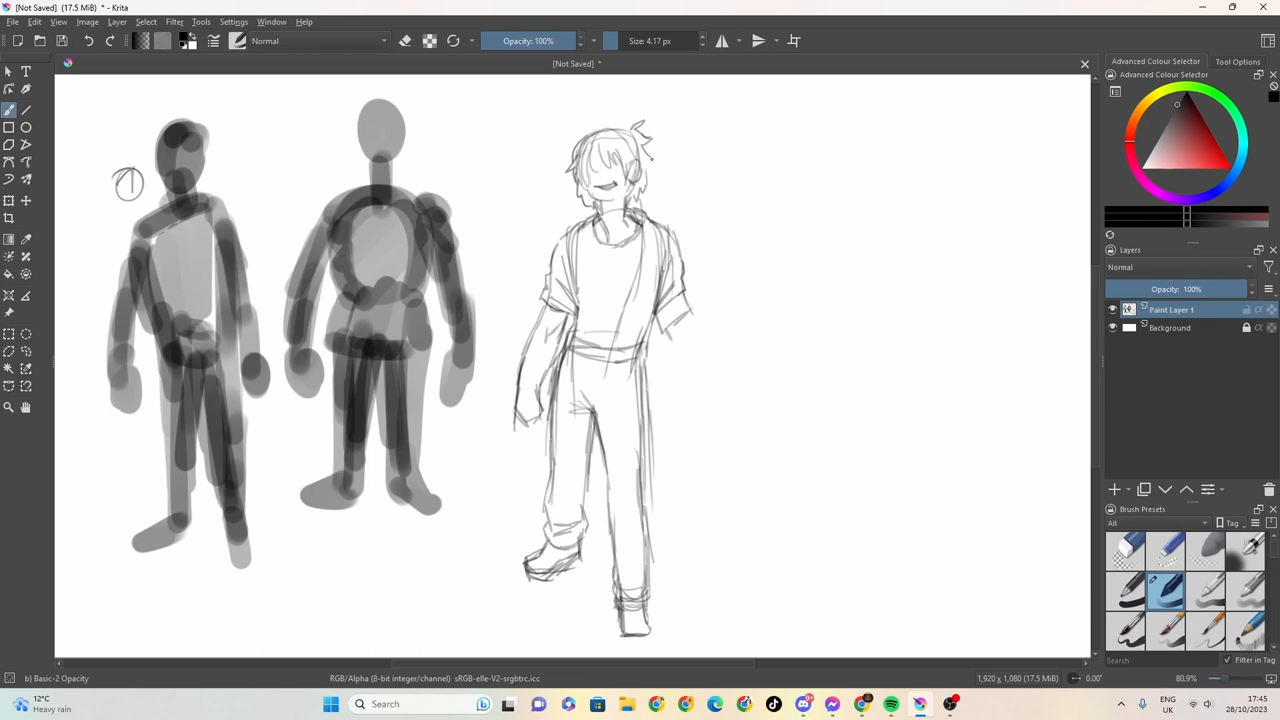 [Not Saved] (17.5 MiB) * - Krita
File Edit View Image Layer Select Filter Tools Settings Window Help
Normal
Opacity: 100%
Size: 4.17 px
[Not Saved] *
Advanced Colour Selector
Tool Options
Advanced Colour Selector
1
Layers
Normal
Opacity: 100%
Paint Layer 1
Background
Brush Presets
All
Tag
Search
Filter in Tag
b) Basic-2 Opacity
RGB/Alpha (8-bit integer/channel) sRGB-elle-V2-srgbtrc.icc
1,920 x 1,080 (17.5 MiB)
0.00°
80.9%
12°C
Heavy rain
Search
ENG
UK
17:45
28/10/2023